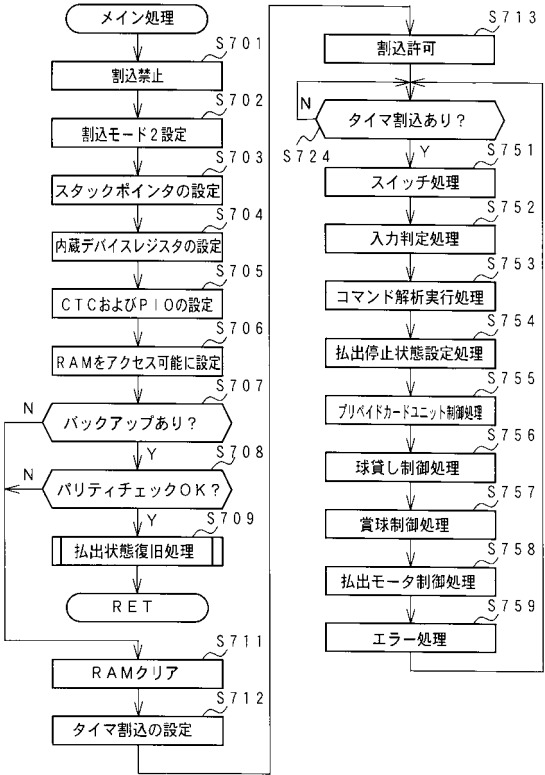 メイン処理
S701
割込禁止
S702
割込モード2設定
S703
スタックポインタの設定
S704
内蔵デバイスレジスタの設定
S705
CTCおよびPIOの設定
S706
RAMをアクセス可能に設定
S707
N
バックアップあり?
Y
S708
N
パリティチェックOK?
Y
S709
払出状態復旧処理
RET
S711
RAMクリア
S712
タイマ割込の設定
S713
割込許可
N
タイマ割込あり?
S724
Y
S751
スイッチ処理
S752
入力判定処理
S753
コマンド解析実行処理
S754
払出停止状態設定処理
S755
プリペイドカードユニット制御処理
S756
球貸し制御処理
S757
賞球制御処理
S758
払出モータ制御処理
S759
エラー処理